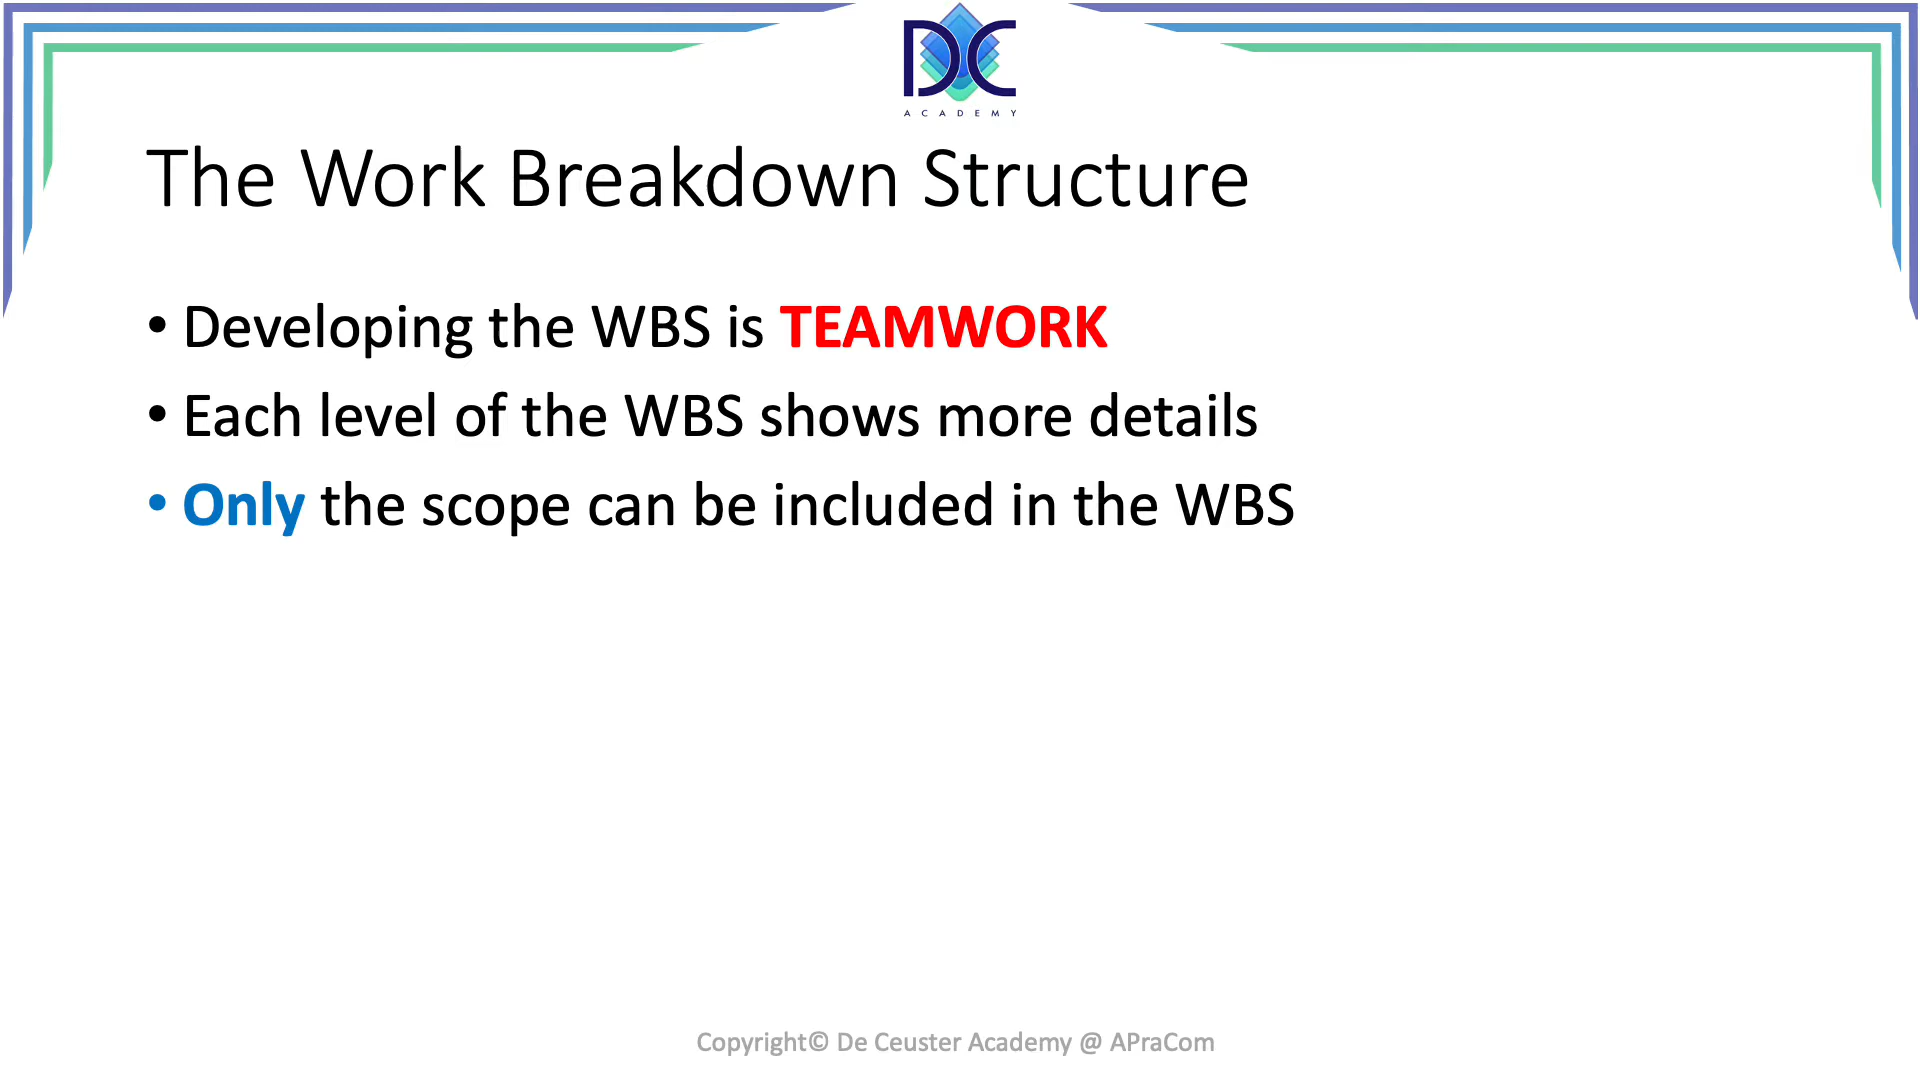 DC
ACADEMY
The Work Breakdown Structure
• Developing the WBS is TEAMWORK
• Each level of the WBS shows more details
• Only the scope can be included in the WBS
Copyright© De Ceuster Academy @ APraCom